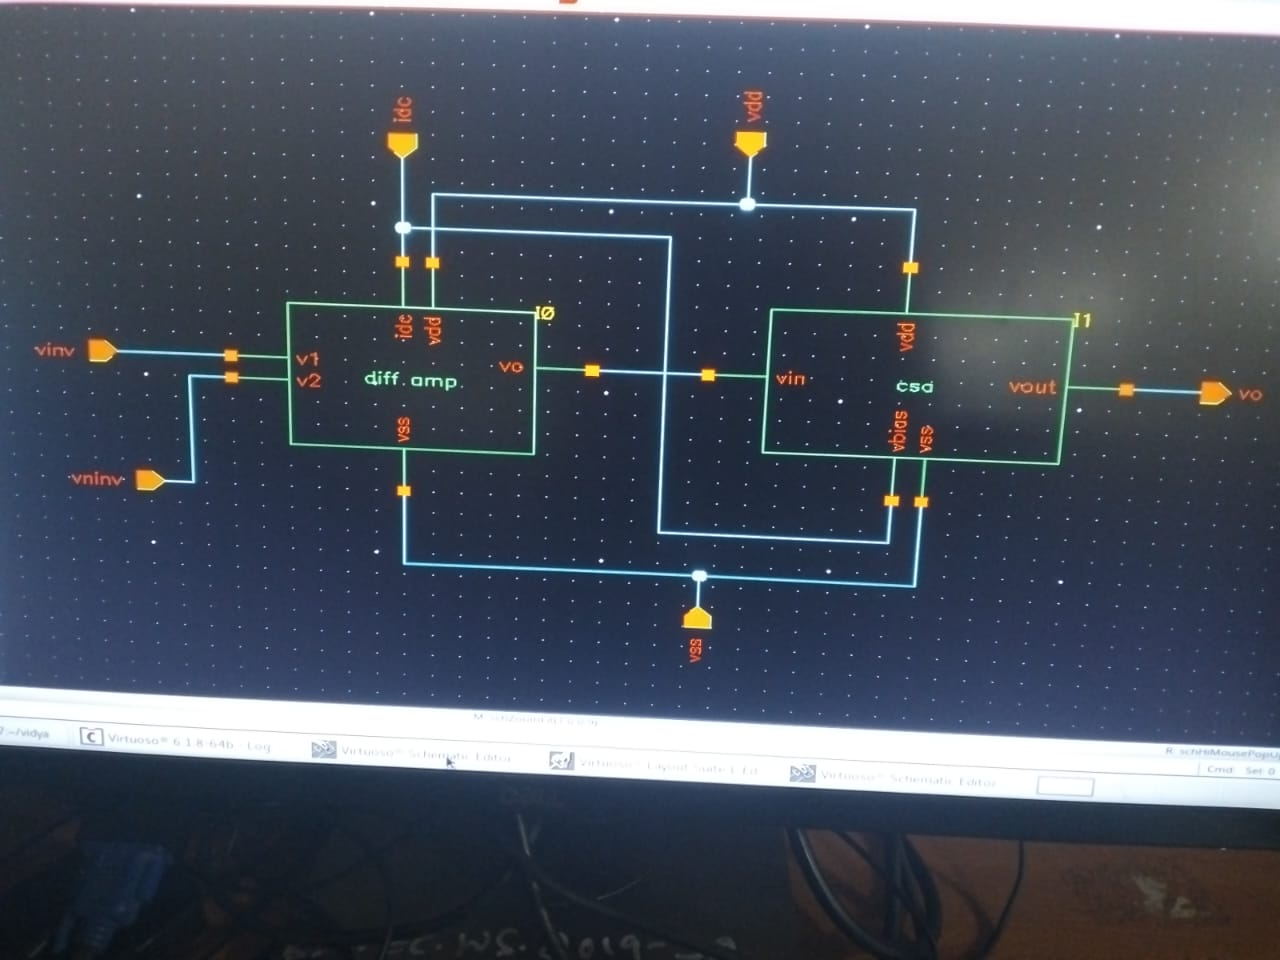 idc
vdd
I0
idc
vdd
vinv
v1
v2
diff.amp
vo
vss
vninv
I1
vdd
vin
csa
vout
vo
vbias
vss
vss
~/vidya
Virtuoso® 6.1.8-64b - Log
Virtuoso® Schematic Editor
Virtuoso® Layout Suite L Ed
Virtuoso® Schematic Editor
Cmd: Sel: 0